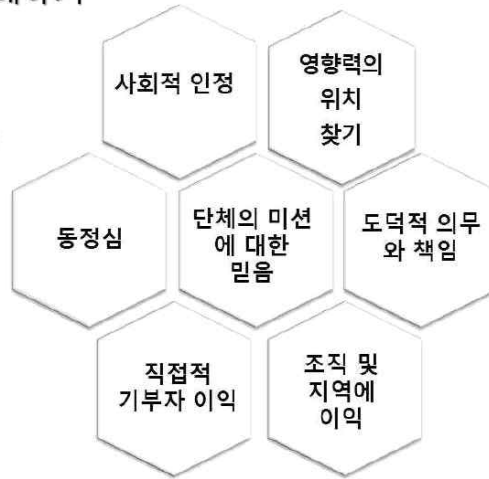 사회적 인정
영향력의
위치
찾기
동정심
단체의 미션
에 대한
믿음
도덕적 의무
와 책임
직접적
기부자 이익
조직 및
지역에
이익